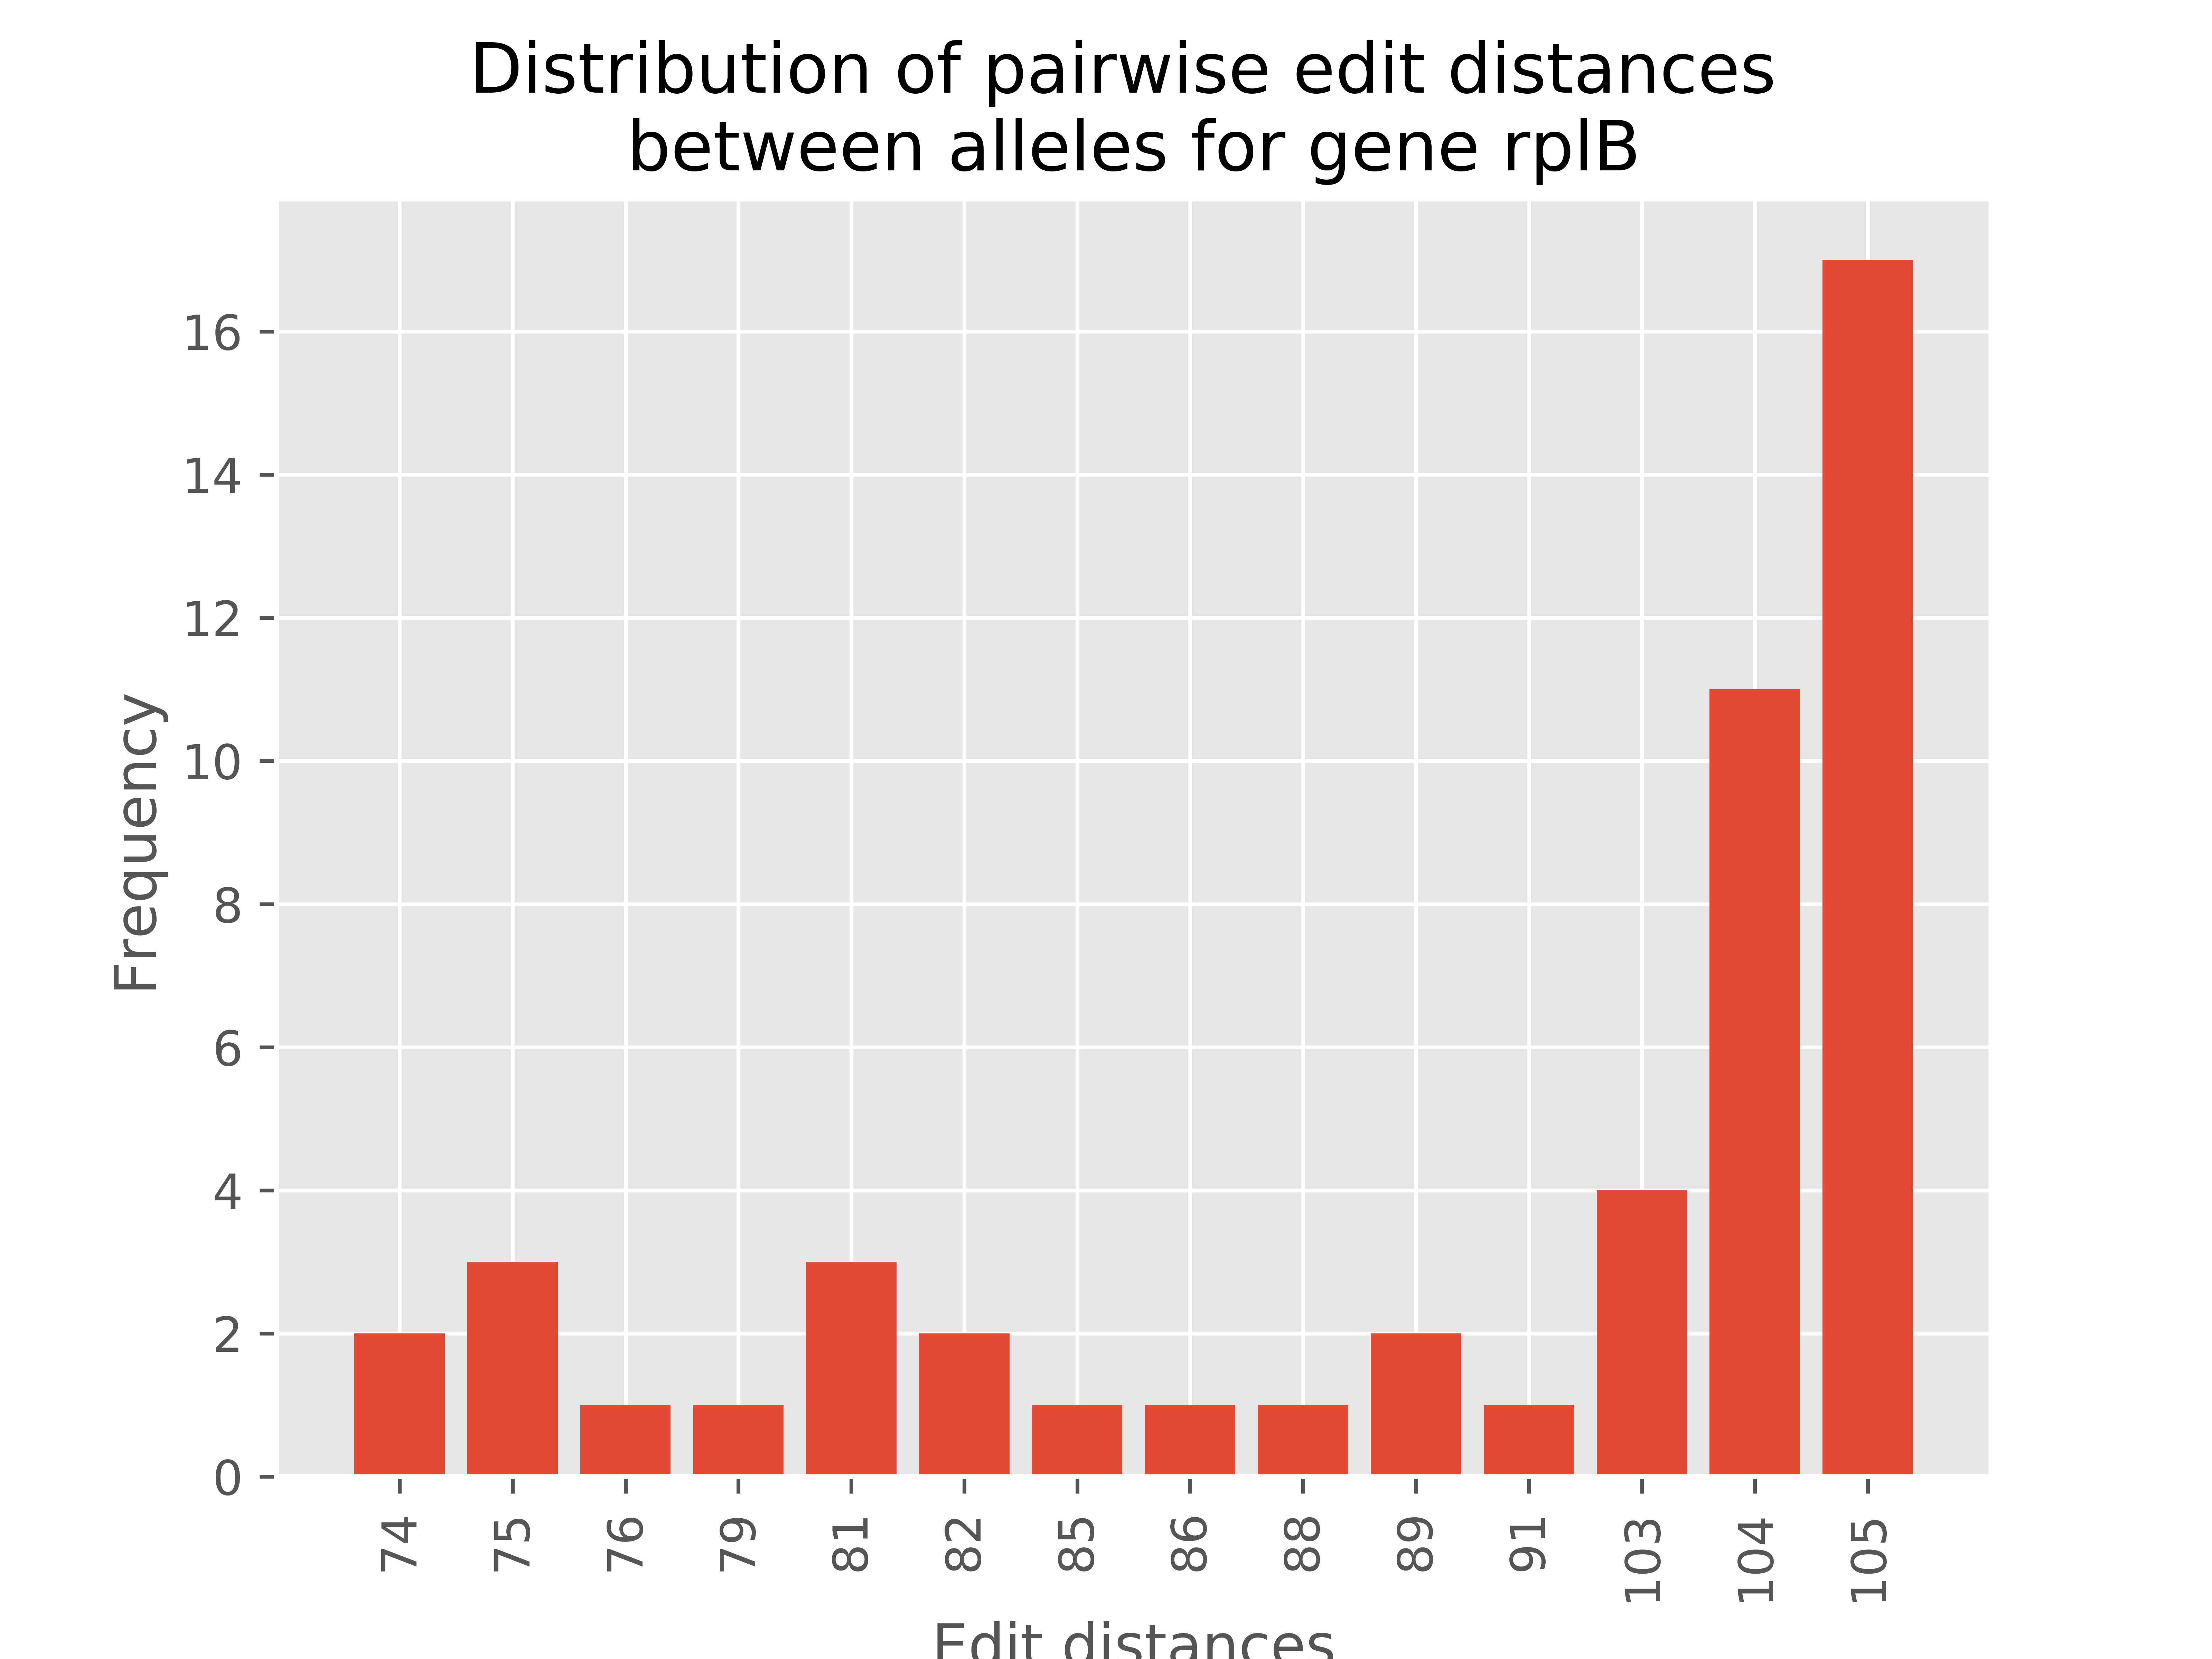 Distribution of pairwise edit distances
between alleles for gene rplB
Frequency
16
14
12
10
8
6
4
2
0
74 75 76 79 81 82 85 86 88 89 91 103 104 105
Edit distances